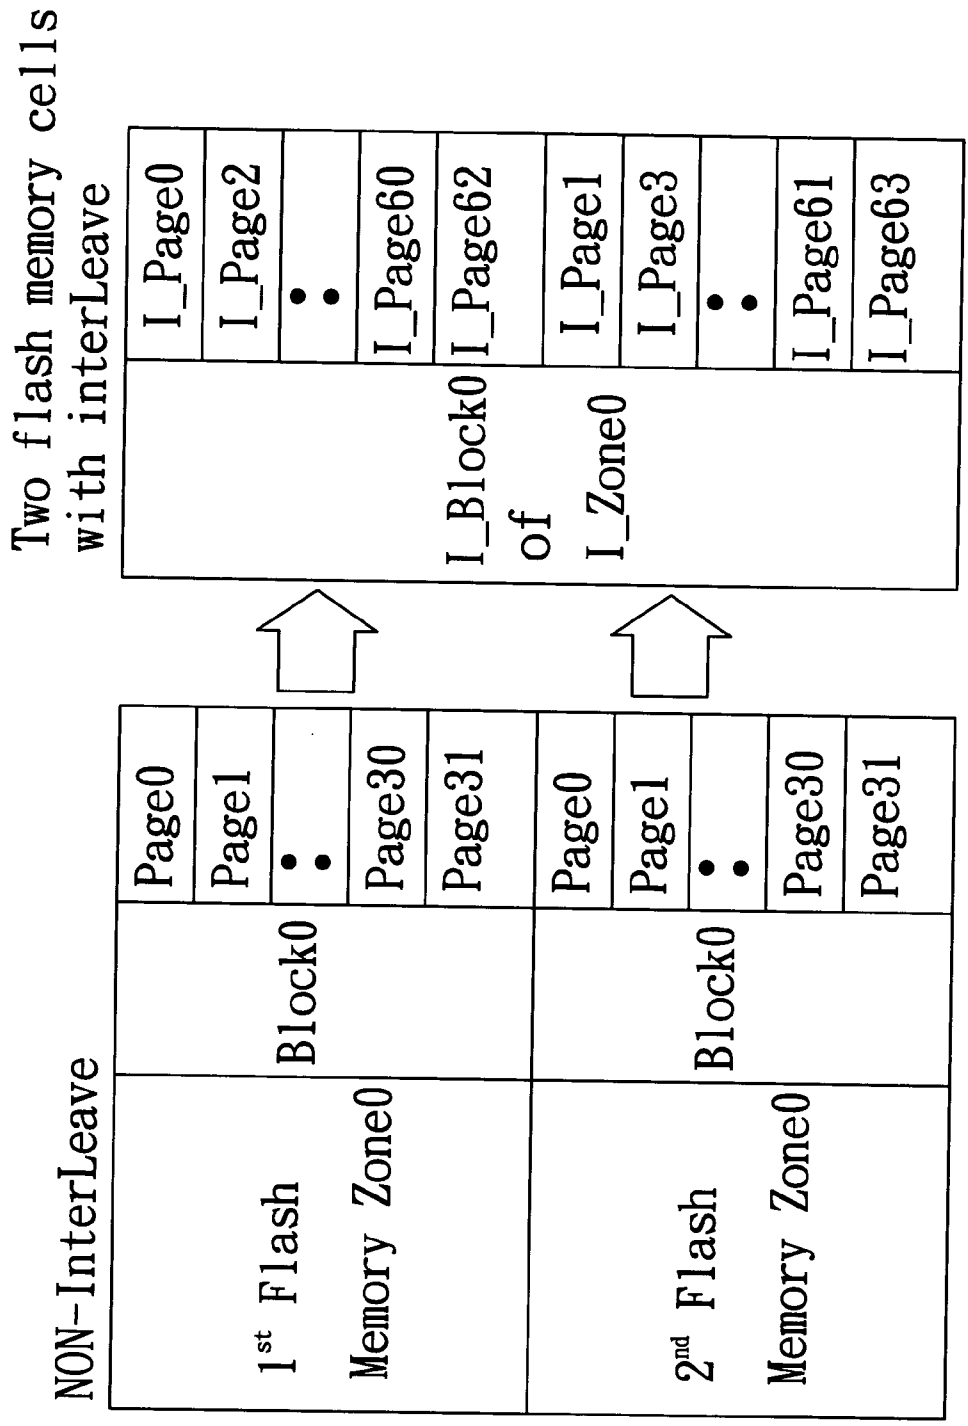 NON-InterLeave
1st Flash
Memory Zone0
Block0
Page0
Page1
Page30
Page31
2nd Flash
Memory Zone0
Block0
Page0
Page1
Page30
Page31
Two flash memory cells
with interLeave
I_Block0
of
I_Zone0
I_Page0
I_Page2
I_Page60
I_Page62
I_Page1
I_Page3
I_Page61
I_Page63